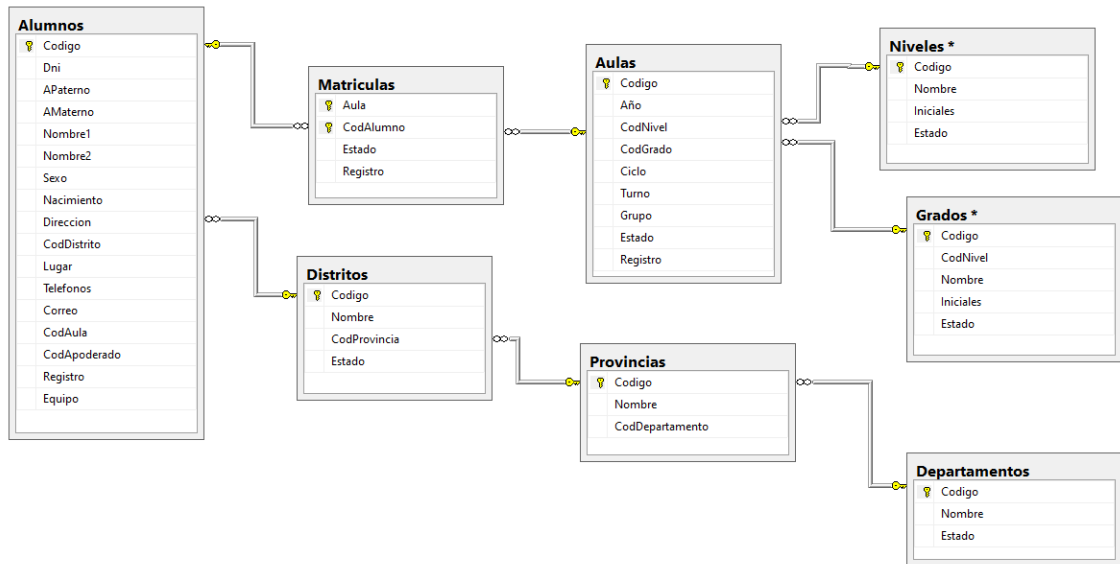 Alumnos
Codigo
Dni
APaterno
AMaterno
Nombre1
Nombre2
Sexo
Nacimiento
Direccion
CodDistrito
Lugar
Telefonos
Correo
CodAula
CodApoderado
Registro
Equipo
Matriculas
Aula
CodAlumno
Estado
Registro
Distritos
Codigo
Nombre
CodProvincia
Estado
Aulas
Codigo
Año
CodNivel
CodGrado
Ciclo
Turno
Grupo
Estado
Registro
Provincias
Codigo
Nombre
CodDepartamento
Niveles *
Codigo
Nombre
Iniciales
Estado
Grados *
Codigo
CodNivel
Nombre
Iniciales
Estado
Departamentos
Codigo
Nombre
Estado